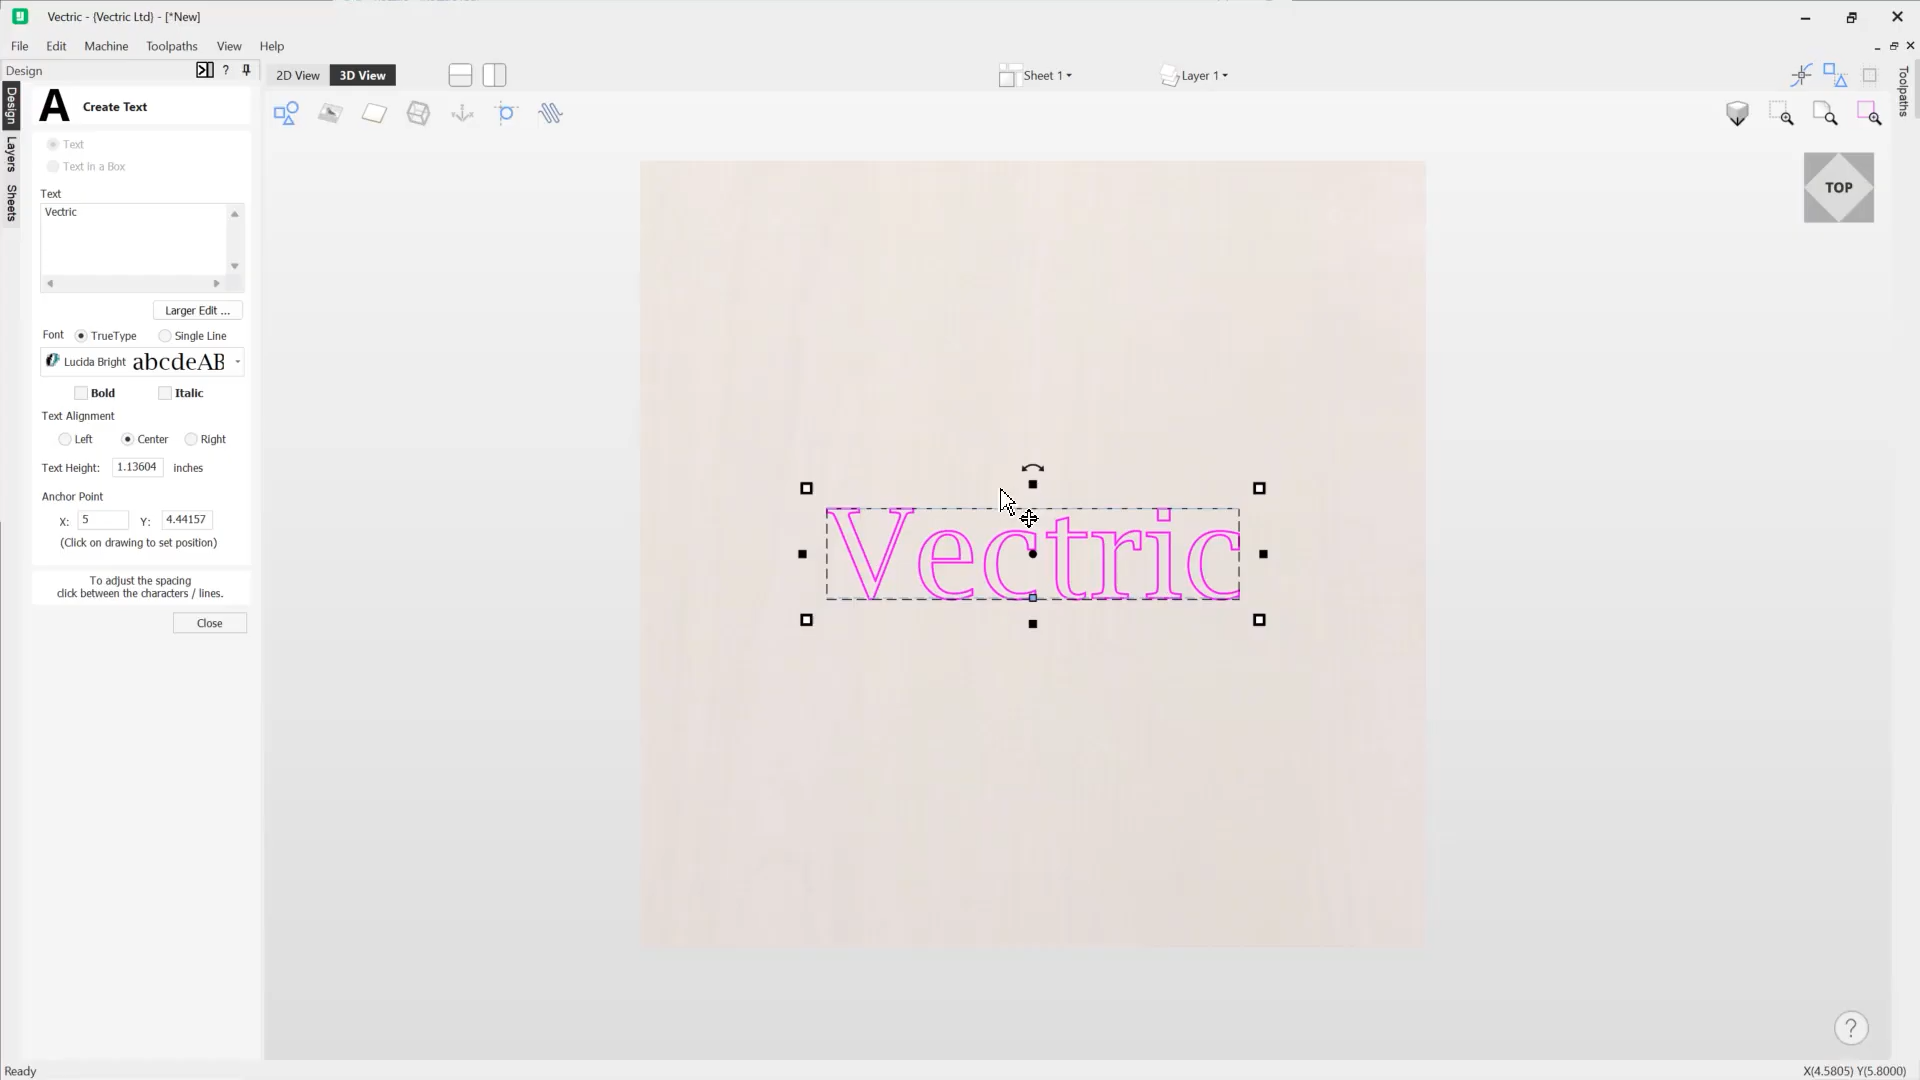 Vectric - {Vectric Ltd} - [*New]
File Edit Machine Toolpaths View Help
Design ?
2D View 3D View Sheet 1 Layer 1
Design
Layers
Sheets
Toolpaths
A Create Text
Text
Text in a Box
Text
Vectric
Larger Edit ...
Font TrueType Single Line
Lucida Bright abcdeAB
Bold Italic
Text Alignment
Left Center Right
Text Height: 1.13604 inches
Anchor Point
X: 5 Y: 4.44157
(Click on drawing to set position)
To adjust the spacing
click between the characters / lines.
Close
TOP
Vectric
?
Ready X(4.5805) Y(5.8000)